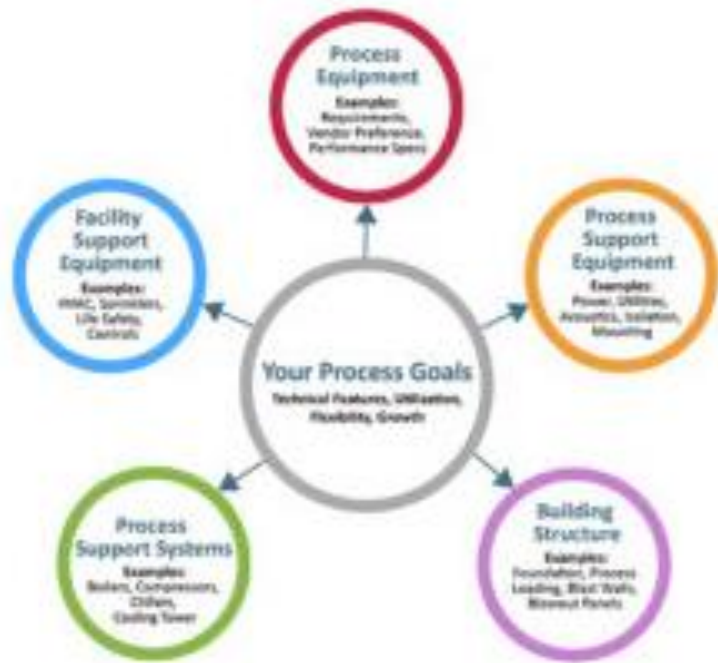 Process
Equipment
Examples:
Requirements,
Vendor Preference,
Performance Specs
Facility
Support
Equipment
Examples:
HVAC, Sprinklers,
Life Safety,
Controls
Process
Support
Equipment
Examples:
Power, Utilities,
Acoustics, Isolation,
Mounting
Your Process Goals
Technical Features, Utilization,
Flexibility, Growth
Process
Support Systems
Examples:
Boilers, Compressors,
Chillers,
Cooling Tower
Building
Structure
Examples:
Foundation, Process
Loading, Blast Walls,
Blowout Panels